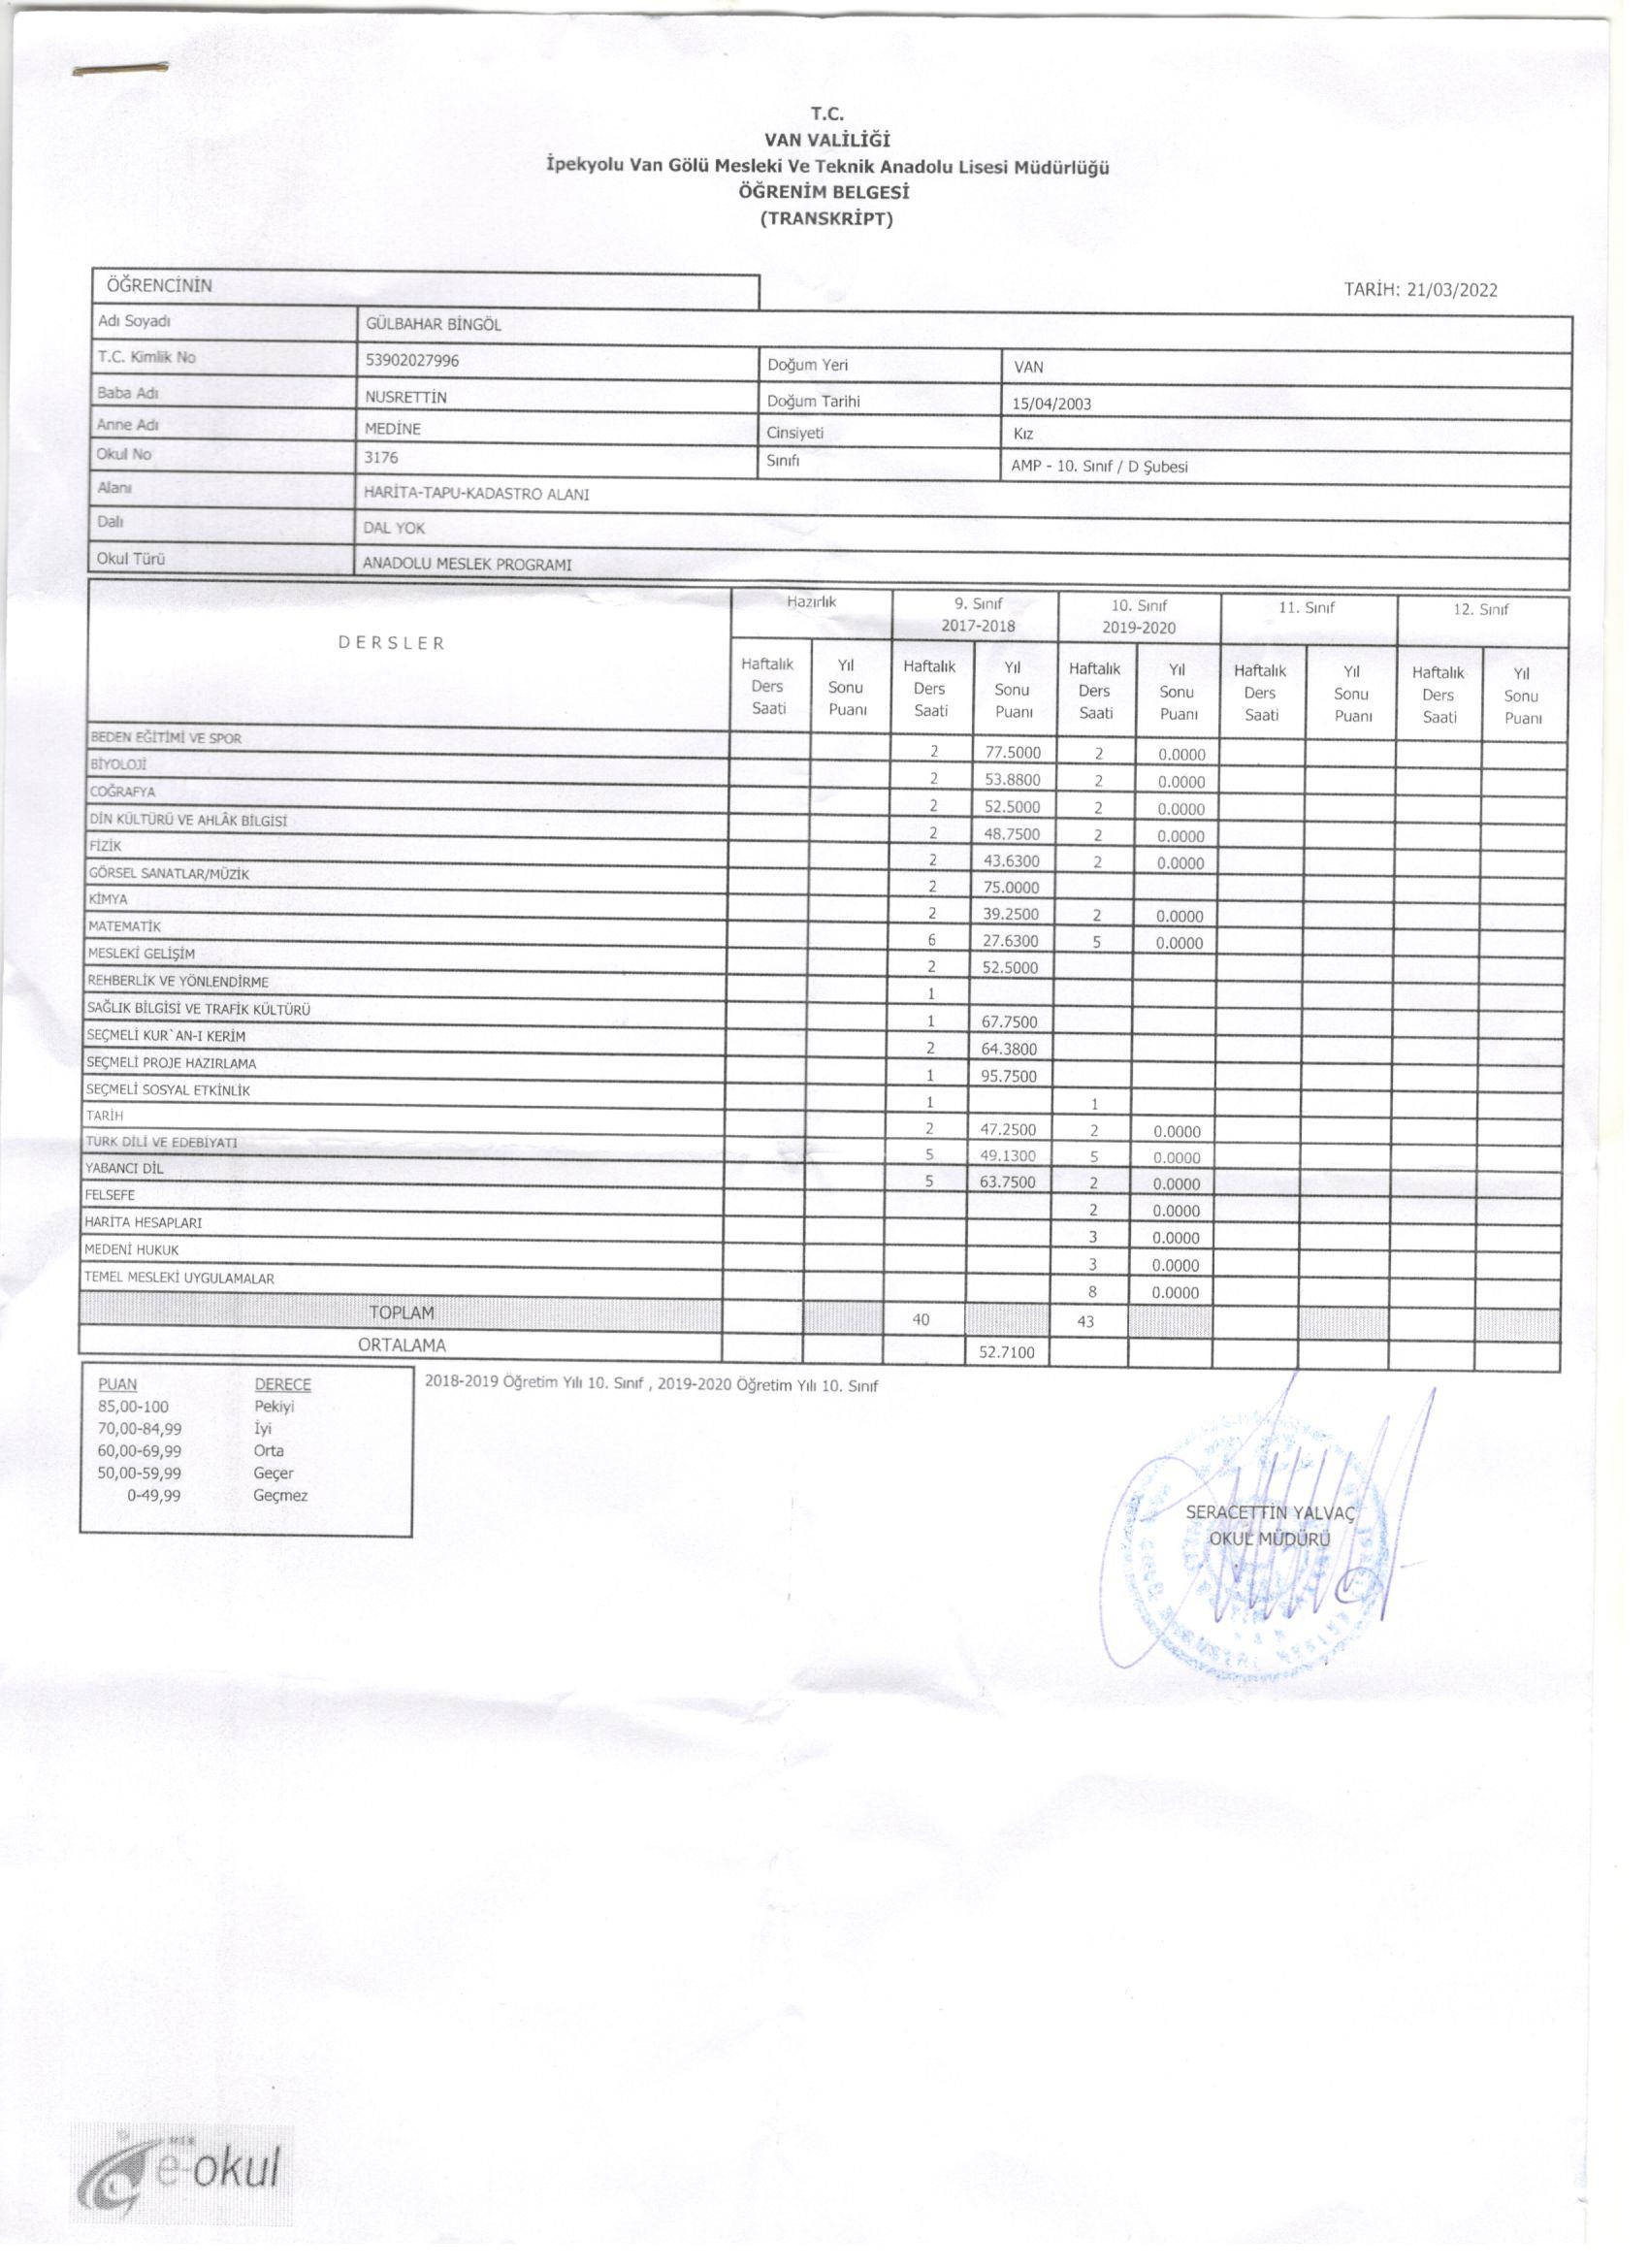 T.C.
VAN VALİLİĞİ
İpekyolu Van Gölü Mesleki Ve Teknik Anadolu Lisesi Müdürlüğü
ÖĞRENİM BELGESİ
(TRANSKRİPT)
ÖĞRENCİNİN
TARİH: 21/03/2022
Adı Soyadı GÜLBAHAR BİNGÖL
T.C. Kimlik No 53902027996 Doğum Yeri VAN
Baba Adı NUSRETTİN Doğum Tarihi 15/04/2003
Anne Adı MEDİNE Cinsiyeti Kız
Okul No 3176 Sınıfı AMP - 10. Sınıf / D Şubesi
Alanı HARİTA-TAPU-KADASTRO ALANI
Dalı DAL YOK
Okul Türü ANADOLU MESLEK PROGRAMI
DERSLER
Hazırlık 9. Sınıf 10. Sınıf 11. Sınıf 12. Sınıf
2017-2018 2019-2020
Haftalık Yıl Haftalık Yıl Haftalık Yıl Haftalık Yıl Haftalık Yıl
Ders Sonu Ders Sonu Ders Sonu Ders Sonu Ders Sonu
Saati Puanı Saati Puanı Saati Puanı Saati Puanı Saati Puanı
BEDEN EĞİTİMİ VE SPOR 2 77.5000 2 0.0000
BİYOLOJİ 2 53.8800 2 0.0000
COĞRAFYA 2 52.5000 2 0.0000
DİN KÜLTÜRÜ VE AHLÂK BİLGİSİ 2 48.7500 2 0.0000
FİZİK 2 43.6300 2 0.0000
GÖRSEL SANATLAR/MÜZİK 2 75.0000
KİMYA 2 39.2500 2 0.0000
MATEMATİK 6 27.6300 5 0.0000
MESLEKİ GELİŞİM 2 52.5000
REHBERLİK VE YÖNLENDİRME 1
SAĞLIK BİLGİSİ VE TRAFİK KÜLTÜRÜ 1 67.7500
SEÇMELİ KUR`AN-I KERİM 2 64.3800
SEÇMELİ PROJE HAZIRLAMA 1 95.7500
SEÇMELİ SOSYAL ETKİNLİK 1 1
TARİH 2 47.2500 2 0.0000
TÜRK DİLİ VE EDEBİYATI 5 49.1300 5 0.0000
YABANCI DİL 5 63.7500 2 0.0000
FELSEFE 2 0.0000
HARİTA HESAPLARI 3 0.0000
MEDENİ HUKUK 3 0.0000
TEMEL MESLEKİ UYGULAMALAR 8 0.0000
TOPLAM 40 43
ORTALAMA 52.7100
2018-2019 Öğretim Yılı 10. Sınıf , 2019-2020 Öğretim Yılı 10. Sınıf
PUAN DERECE
85,00-100 Pekiyi
70,00-84,99 İyi
60,00-69,99 Orta
50,00-59,99 Geçer
0-49,99 Geçmez
SERACETTİN YALVAÇ
OKUL MÜDÜRÜ
e-okul